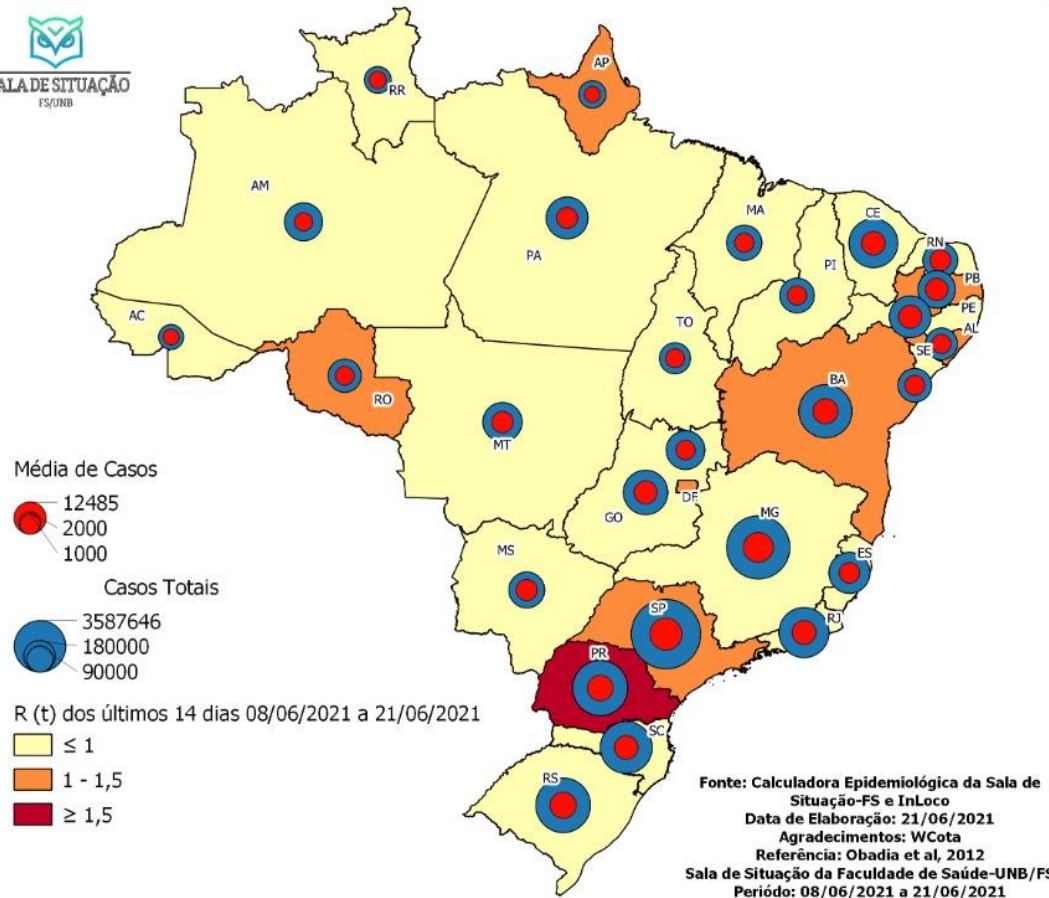 ALA DE SITUAÇÃO
FS/UNB
RR
AP
AM
PA
MA
CE
RN
PI
PB
PE
AC
TO
AL
SE
RO
BA
MT
DF
GO
MG
MS
ES
SP
RJ
PR
SC
RS
Média de Casos
12485
2000
1000
Casos Totais
3587646
180000
90000
R (t) dos últimos 14 dias 08/06/2021 a 21/06/2021
≤ 1
1 - 1,5
≥ 1,5
Fonte: Calculadora Epidemiológica da Sala de
Situação-FS e InLoco
Data de Elaboração: 21/06/2021
Agradecimentos: WCota
Referência: Obadia et al, 2012
Sala de Situação da Faculdade de Saúde-UNB/FS
Periódo: 08/06/2021 a 21/06/2021